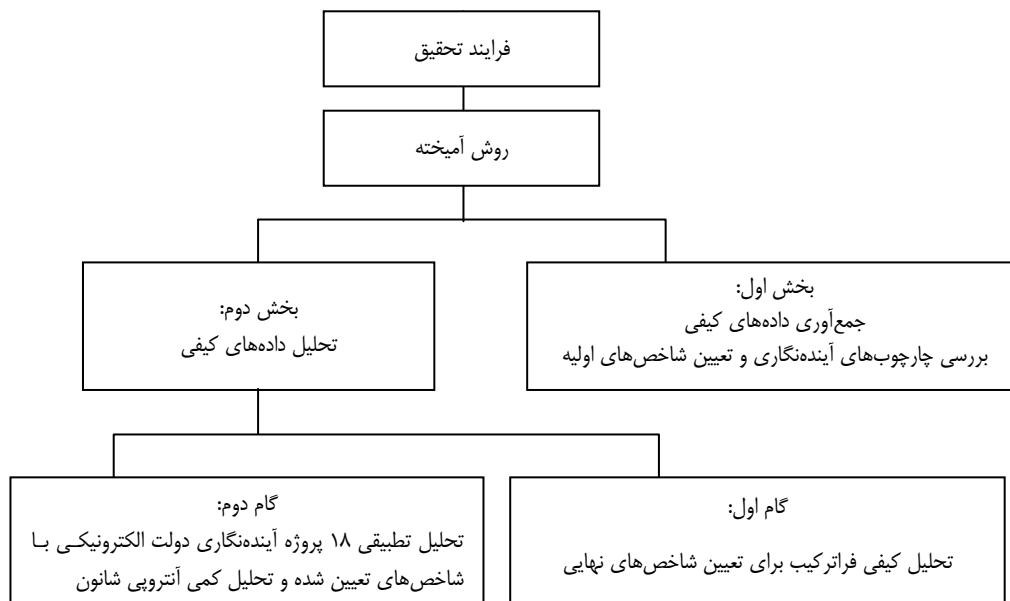 فرایند تحقیق
روش آمیخته
بخش اول:
جمع‌آوری داده‌های کیفی
بررسی چارچوب‌های آینده‌نگاری و تعیین شاخص‌های اولیه
بخش دوم:
تحلیل داده‌های کیفی
گام اول:
تحلیل کیفی فراترکیب برای تعیین شاخص‌های نهایی
گام دوم:
تحلیل تطبیقی ۱۸ پروژه آینده‌نگاری دولت الکترونیکـی بـا
شاخص‌های تعیین شده و تحلیل کمی آنتروپی شانون